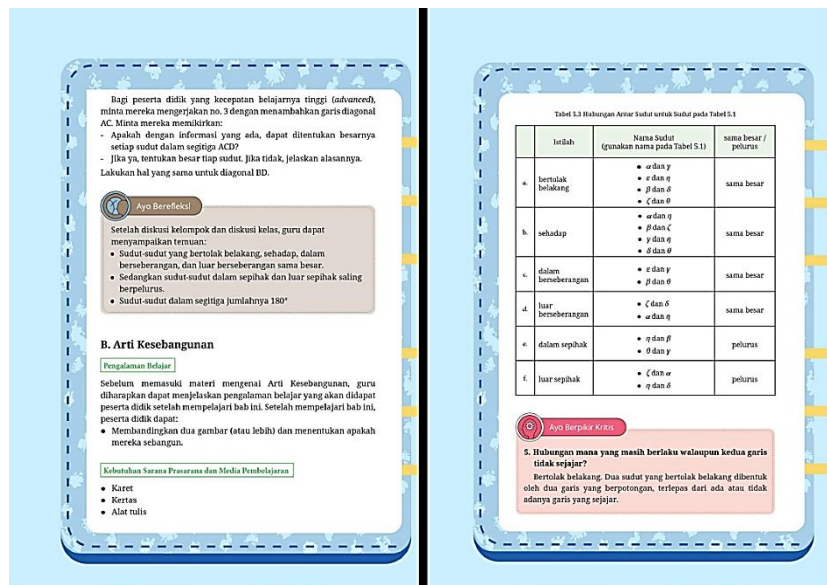 Bagi peserta didik yang kecepatan belajarnya tinggi (advanced),
minta mereka mengerjakan no. 3 dengan menambahkan garis diagonal
AC. Minta mereka memikirkan:
- Apakah dengan informasi yang ada, dapat ditentukan besarnya
setiap sudut dalam segitiga ACD?
- Jika ya, tentukan besar tiap sudut. Jika tidak, jelaskan alasannya.
Lakukan hal yang sama untuk diagonal BD.
Ayo Berefleksi
Setelah diskusi kelompok dan diskusi kelas, guru dapat
menyampaikan temuan:
• Sudut-sudut yang bertolak belakang, sehadap, dalam
berseberangan, dan luar berseberangan sama besar.
• Sedangkan sudut-sudut dalam sepihak dan luar sepihak saling
berpelurus.
• Sudut-sudut dalam segitiga jumlahnya 180°
B. Arti Kesebangunan
Pengalaman Belajar
Sebelum memasuki materi mengenai Arti Kesebangunan, guru
diharapkan dapat menjelaskan pengalaman belajar yang akan didapat
peserta didik setelah mempelajari bab ini. Setelah mempelajari bab ini,
peserta didik dapat:
• Membandingkan dua gambar (atau lebih) dan menentukan apakah
mereka sebangun.
Kebutuhan Sarana Prasarana dan Media Pembelajaran
• Karet
• Kertas
• Alat tulis
Tabel 5.3 Hubungan Antar Sudut untuk Sudut pada Tabel 5.1
Istilah
Nama Sudut
(gunakan nama pada Tabel 5.1)
sama besar /
pelurus
a.
bertolak
belakang
• α dan γ
• ε dan η
• β dan δ
• ζ dan θ
sama besar
b.
sehadap
• α dan η
• β dan ζ
• γ dan η
• δ dan θ
sama besar
c.
dalam
berseberangan
• ε dan γ
• β dan θ
sama besar
d.
luar
berseberangan
• ζ dan δ
• α dan η
sama besar
e.
dalam sepihak
• η dan β
• θ dan γ
pelurus
f.
luar sepihak
• ζ dan α
• η dan δ
pelurus
Ayo Berpikir Kritis
5. Hubungan mana yang masih berlaku walaupun kedua garis
tidak sejajar?
Bertolak belakang. Dua sudut yang bertolak belakang dibentuk
oleh dua garis yang berpotongan, terlepas dari ada atau tidak
adanya garis yang sejajar.